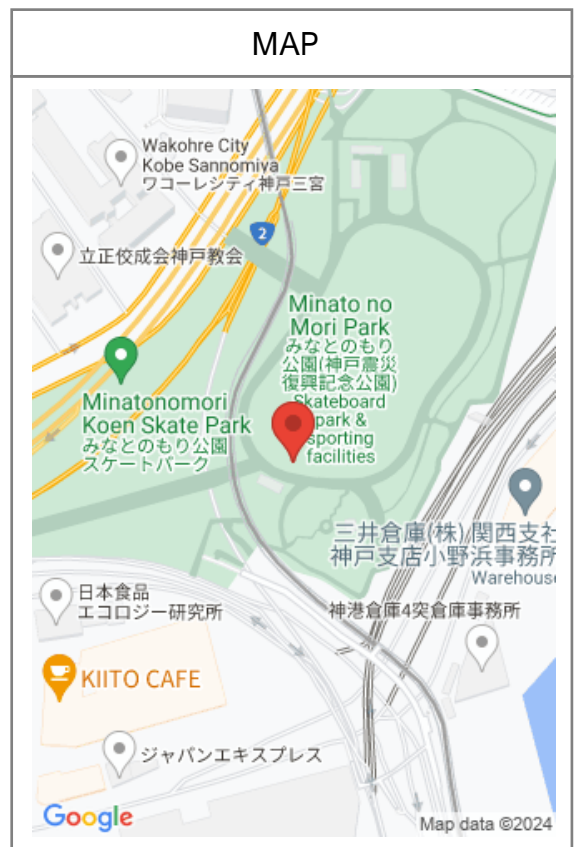 MAP
Wakohre City
Kobe Sannomiya
ワコーレシティ神戸三宮
2
立正佼成会神戸教会
Minato no
Mori Park
みなとのもり
公園(神戸震災
復興記念公園)
Skateboard
park &
sporting
facilities
Minatonomori
Koen Skate Park
みなとのもり公園
スケートパーク
三井倉庫(株)関西支社
神戸支店小野浜事務所
Warehouse
日本食品
エコロジー研究所
神港倉庫4突倉庫事務所
KIITO CAFE
ジャパンエキスプレス
Google
Map data ©2024